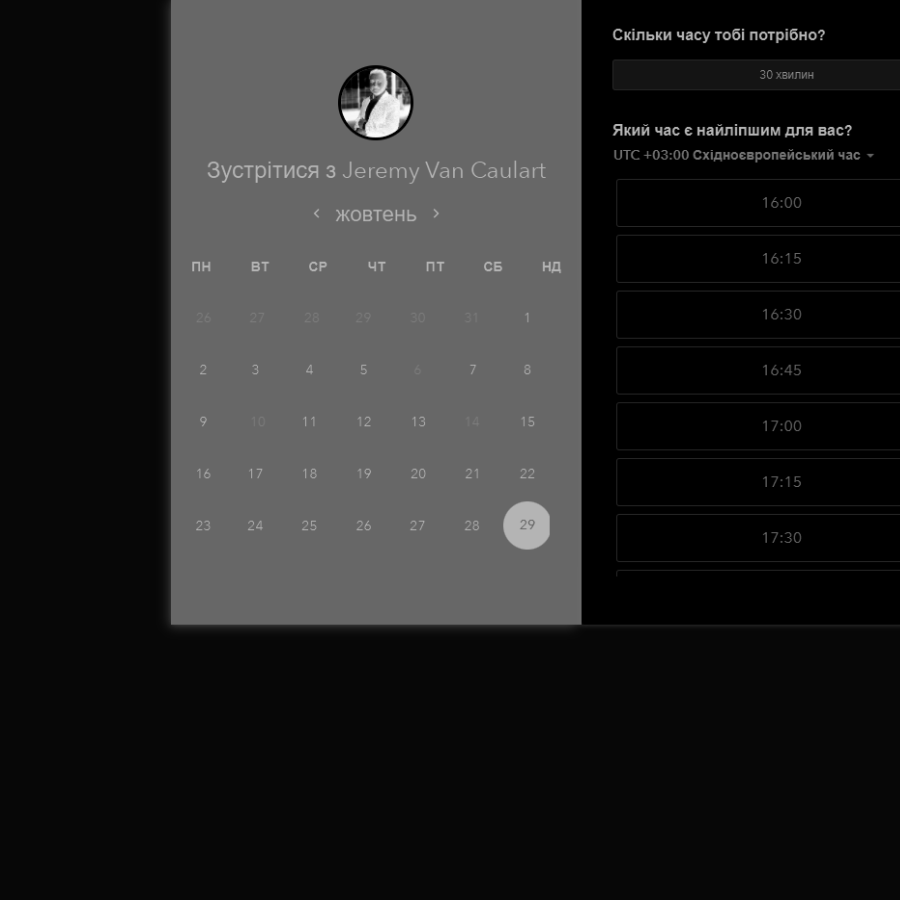 Зустрітися з Jeremy Van Caulart
жовтень
ПН ВТ СР ЧТ ПТ СБ НД
26 27 28 29 30 31 1
2 3 4 5 6 7 8
9 10 11 12 13 14 15
16 17 18 19 20 21 22
23 24 25 26 27 28 29
Скільки часу тобі потрібно?
30 хвилин
Який час є найліпшим для вас?
UTC +03:00 Східноєвропейський час
16:00
16:15
16:30
16:45
17:00
17:15
17:30